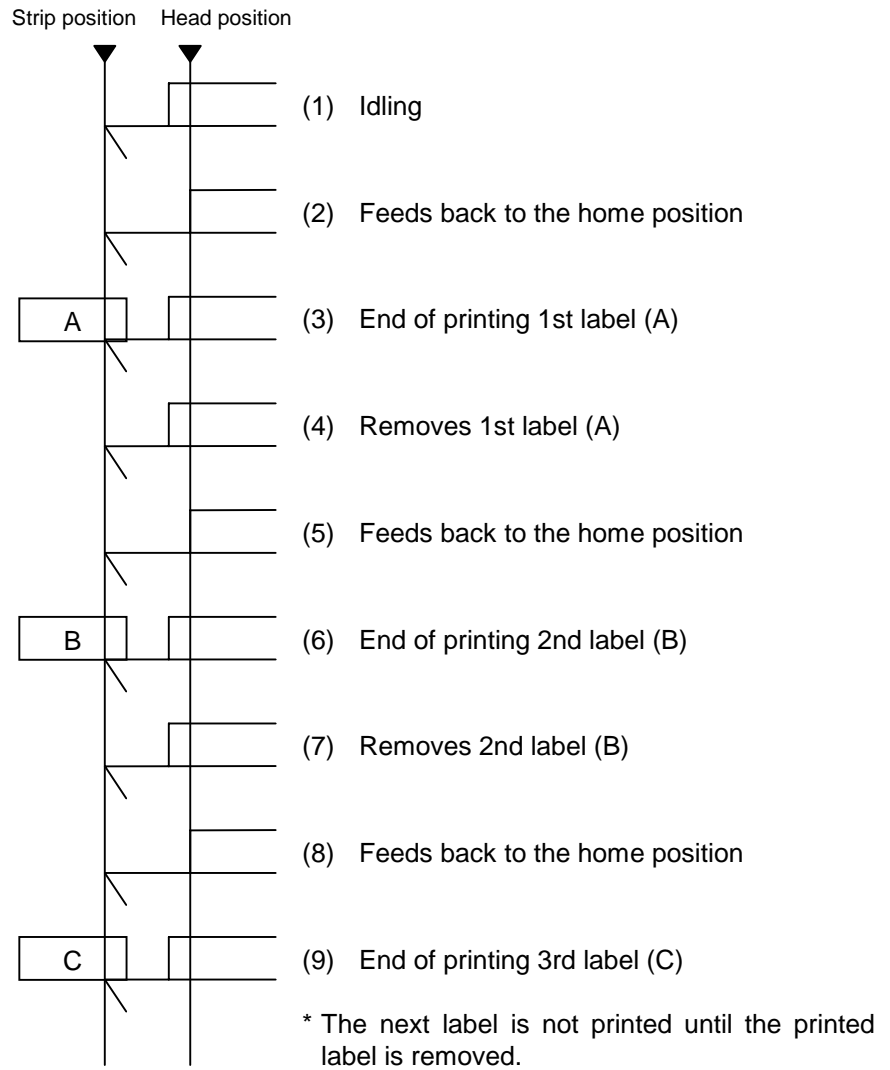 Strip position Head position
(1) Idling
(2) Feeds back to the home position
A
(3) End of printing 1st label (A)
(4) Removes 1st label (A)
(5) Feeds back to the home position
B
(6) End of printing 2nd label (B)
(7) Removes 2nd label (B)
(8) Feeds back to the home position
C
(9) End of printing 3rd label (C)
* The next label is not printed until the printed
label is removed.